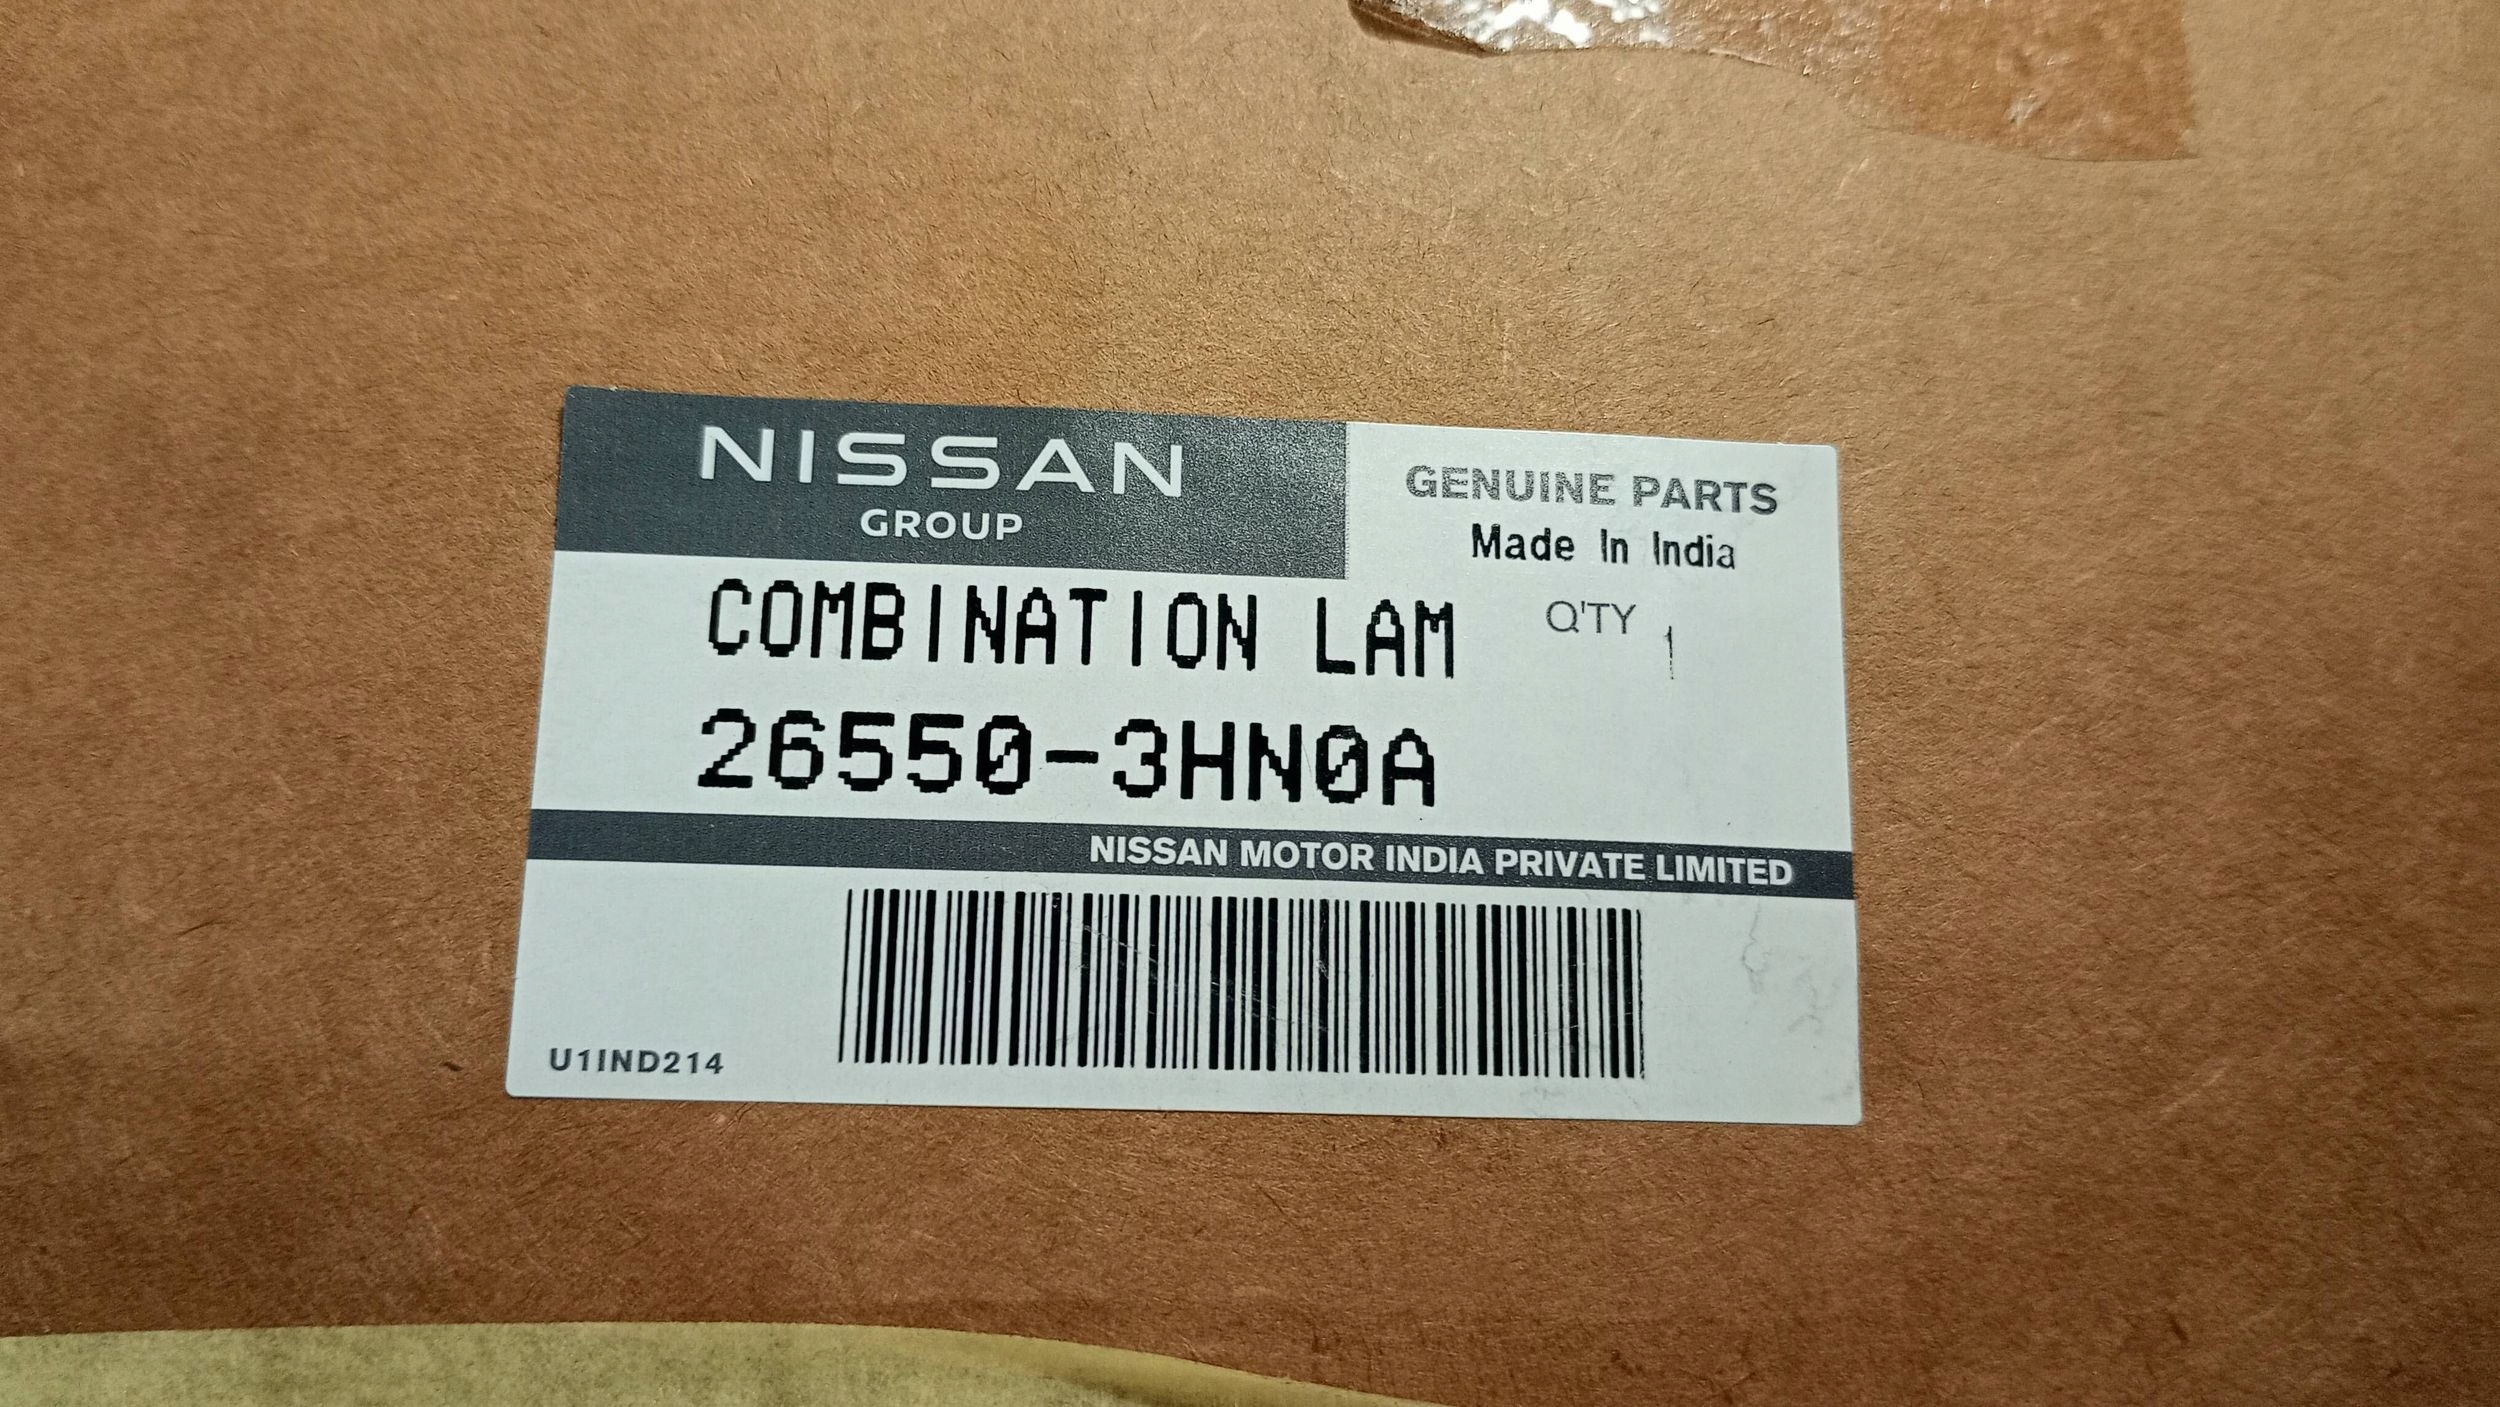 NISSAN
GROUP
GENUINE PARTS
Made In India
COMBINATION LAM
Q'TY 1
26550-3HN0A
NISSAN MOTOR INDIA PRIVATE LIMITED
U1IND214